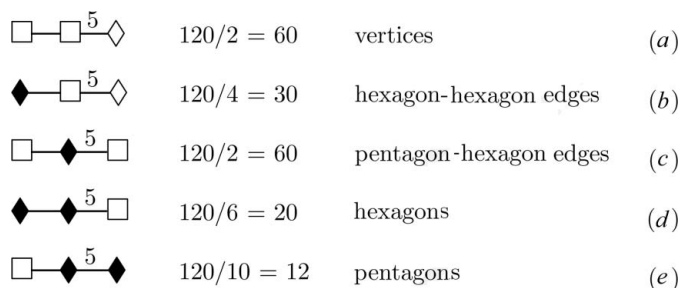 5 120/2 = 60 vertices (a)
5 120/4 = 30 hexagon-hexagon edges (b)
5 120/2 = 60 pentagon-hexagon edges (c)
5 120/6 = 20 hexagons (d)
5 120/10 = 12 pentagons (e)